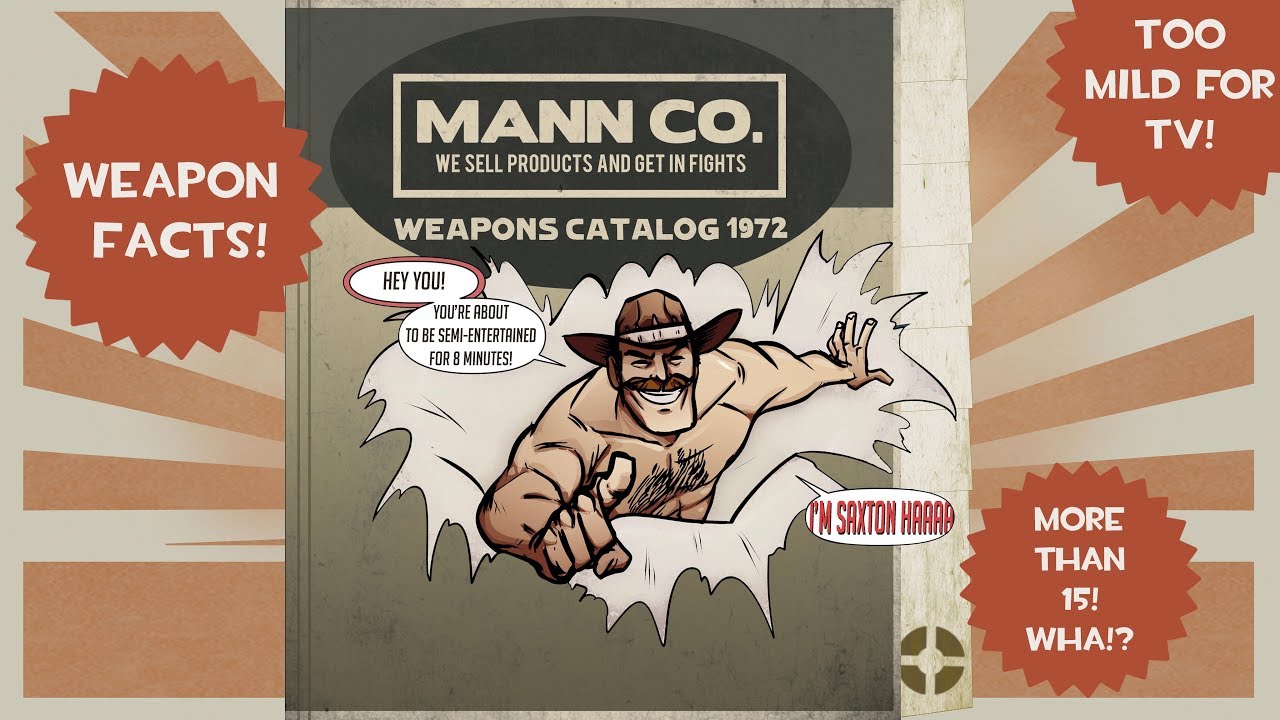 WEAPON
FACTS!
MANN CO.
WE SELL PRODUCTS AND GET IN FIGHTS
WEAPONS CATALOG 1972
HEY YOU!
YOU'RE ABOUT
TO BE SEMI-ENTERTAINED
FOR 8 MINUTES!
I'M SAXTON HAAAA
TOO
MILD FOR
TV!
MORE
THAN
15!
WHA!?